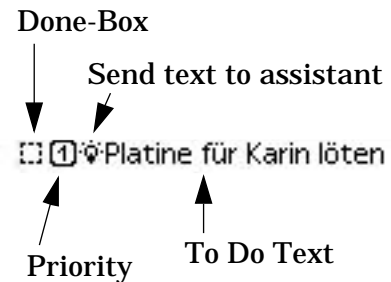 Done-Box
Send text to assistant
1 Platine für Karin löten
To Do Text
Priority